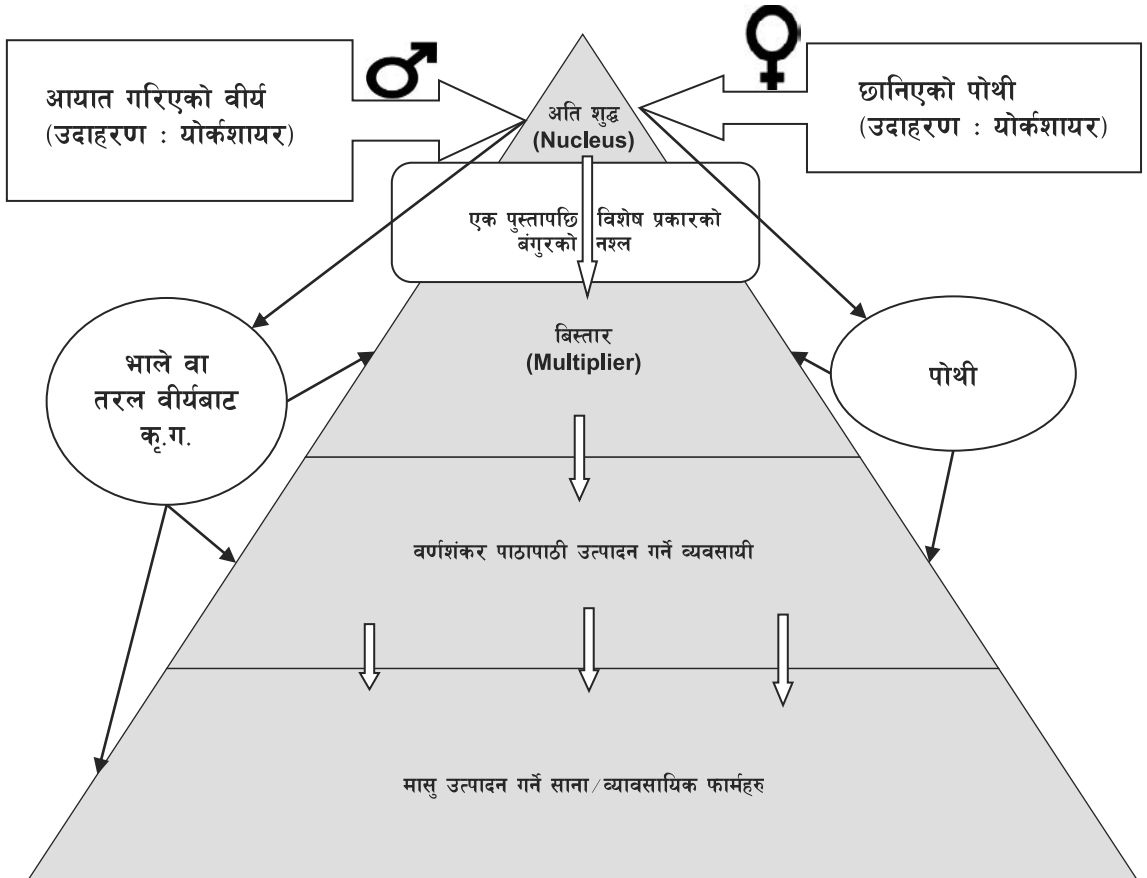 आयात गरिएको वीर्य
(उदाहरण : योर्कशायर)
अति शुद्ध
(Nucleus)
छानिएको पोथी
(उदाहरण : योर्कशायर)
एक पुस्तापछि विशेष प्रकारको
बंगुरको नश्ल
बिस्तार
(Multiplier)
भाले वा
तरल वीर्यबाट
कृ.ग.
पोथी
वर्णशंकर पाठापाठी उत्पादन गर्ने व्यवसायी
मासु उत्पादन गर्ने साना/व्यावसायिक फार्महरु